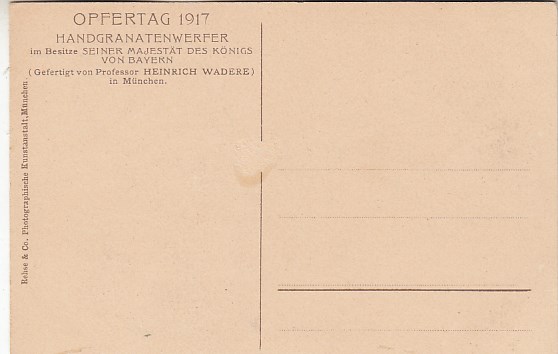 OPFERTAG 1917
HANDGRANATENWERFER
im Besitze SEINER MAJESTÄT DES KÖNIGS
VON BAYERN
(Gefertigt von Professor HEINRICH WADERE)
in München.
Rehse & Co. Photographische Kunstanstalt, München.